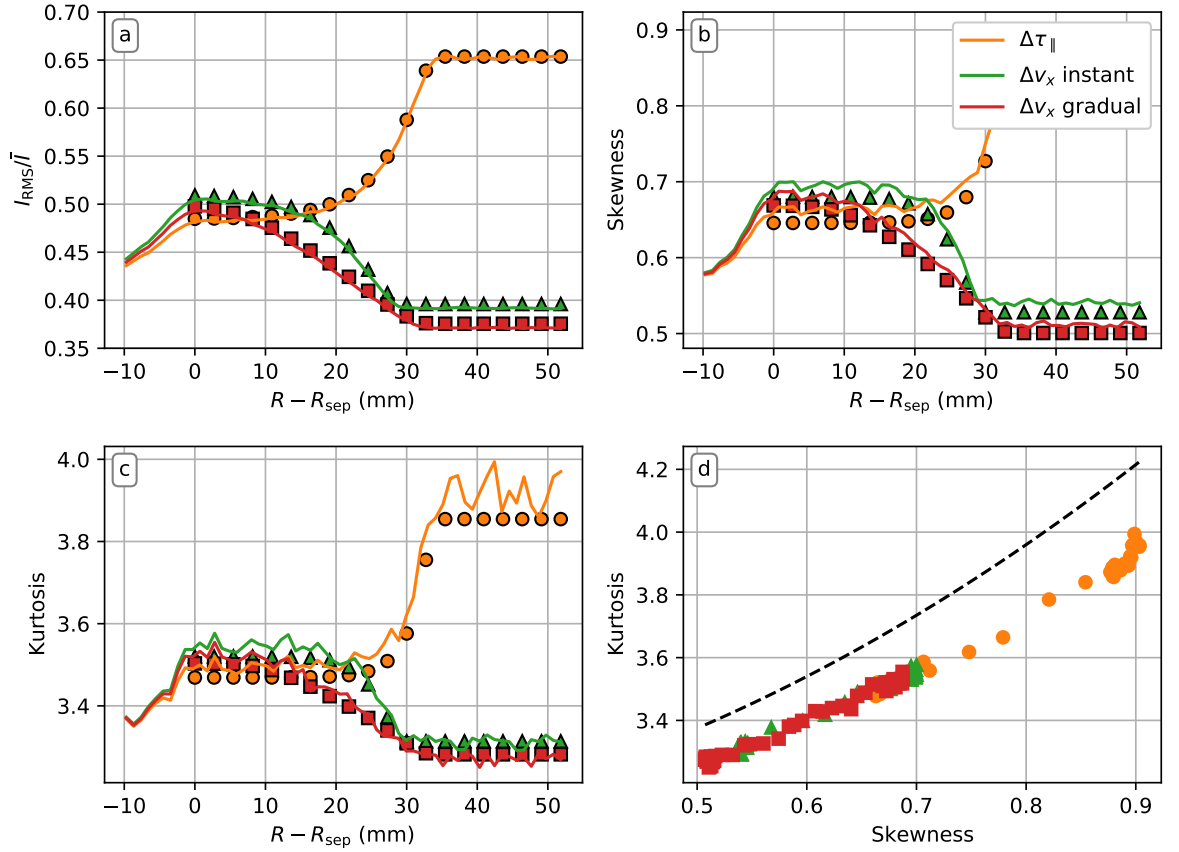 a
0.70
0.65
0.60
0.55
0.50
0.45
0.40
0.35
I_RMS/Ī
−10 0 10 20 30 40 50
R − R_sep (mm)
b
0.9
0.8
0.7
0.6
0.5
Skewness
Δτ_∥
Δv_x instant
Δv_x gradual
−10 0 10 20 30 40 50
R − R_sep (mm)
c
4.0
3.8
3.6
3.4
Kurtosis
−10 0 10 20 30 40 50
R − R_sep (mm)
d
4.2
4.0
3.8
3.6
3.4
Kurtosis
0.5 0.6 0.7 0.8 0.9
Skewness